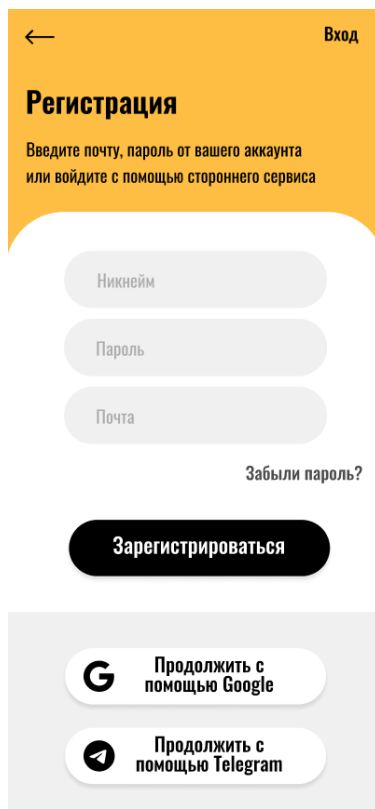 Вход
Регистрация
Введите почту, пароль от вашего аккаунта
или войдите с помощью стороннего сервиса
Никнейм
Пароль
Почта
Забыли пароль?
Зарегистрироваться
Продолжить с
помощью Google
Продолжить с
помощью Telegram